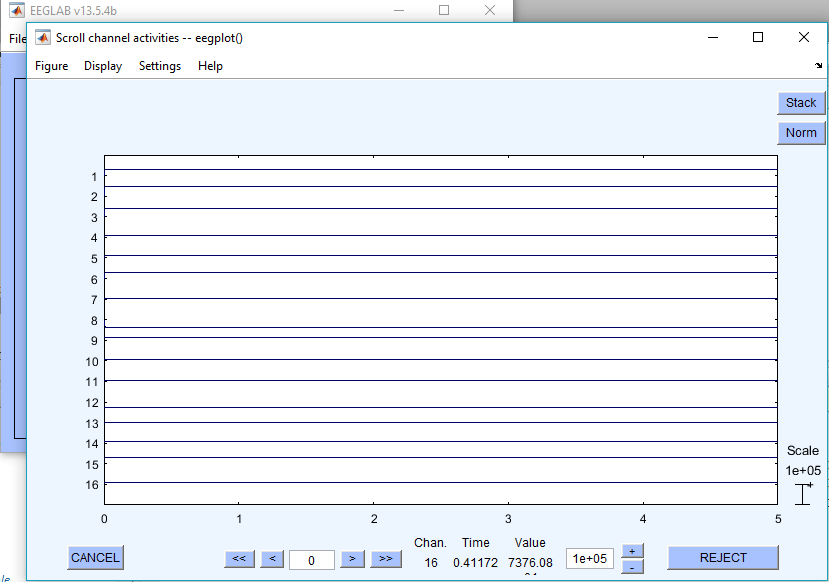 EEGLAB v13.5.4b
File
Scroll channel activities -- eegplot()
Figure Display Settings Help
Stack
Norm
1
2
3
4
5
6
7
8
9
10
11
12
13
14
15
16
Scale
1e+05
0 1 2 3 4 5
Chan. Time Value
CANCEL << < 0 > >> 16 0.41172 7376.08 1e+05 + - REJECT